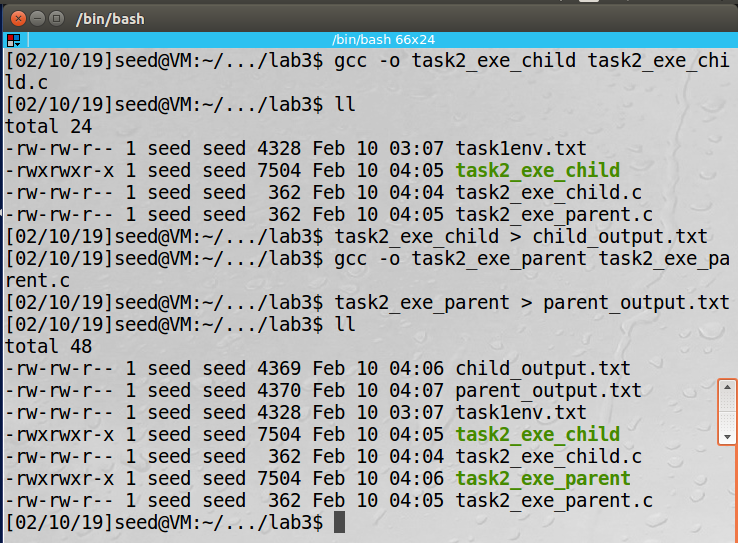 /bin/bash
/bin/bash 66x24
[02/10/19]seed@VM:~/.../lab3$ gcc -o task2_exe_child task2_exe_chi
ld.c
[02/10/19]seed@VM:~/.../lab3$ ll
total 24
-rw-rw-r-- 1 seed seed 4328 Feb 10 03:07 task1env.txt
-rwxrwxr-x 1 seed seed 7504 Feb 10 04:05 task2_exe_child
-rw-rw-r-- 1 seed seed  362 Feb 10 04:04 task2_exe_child.c
-rw-rw-r-- 1 seed seed  362 Feb 10 04:05 task2_exe_parent.c
[02/10/19]seed@VM:~/.../lab3$ task2_exe_child > child_output.txt
[02/10/19]seed@VM:~/.../lab3$ gcc -o task2_exe_parent task2_exe_pa
rent.c
[02/10/19]seed@VM:~/.../lab3$ task2_exe_parent > parent_output.txt
[02/10/19]seed@VM:~/.../lab3$ ll
total 48
-rw-rw-r-- 1 seed seed 4369 Feb 10 04:06 child_output.txt
-rw-rw-r-- 1 seed seed 4370 Feb 10 04:07 parent_output.txt
-rw-rw-r-- 1 seed seed 4328 Feb 10 03:07 task1env.txt
-rwxrwxr-x 1 seed seed 7504 Feb 10 04:05 task2_exe_child
-rw-rw-r-- 1 seed seed  362 Feb 10 04:04 task2_exe_child.c
-rwxrwxr-x 1 seed seed 7504 Feb 10 04:06 task2_exe_parent
-rw-rw-r-- 1 seed seed  362 Feb 10 04:05 task2_exe_parent.c
[02/10/19]seed@VM:~/.../lab3$